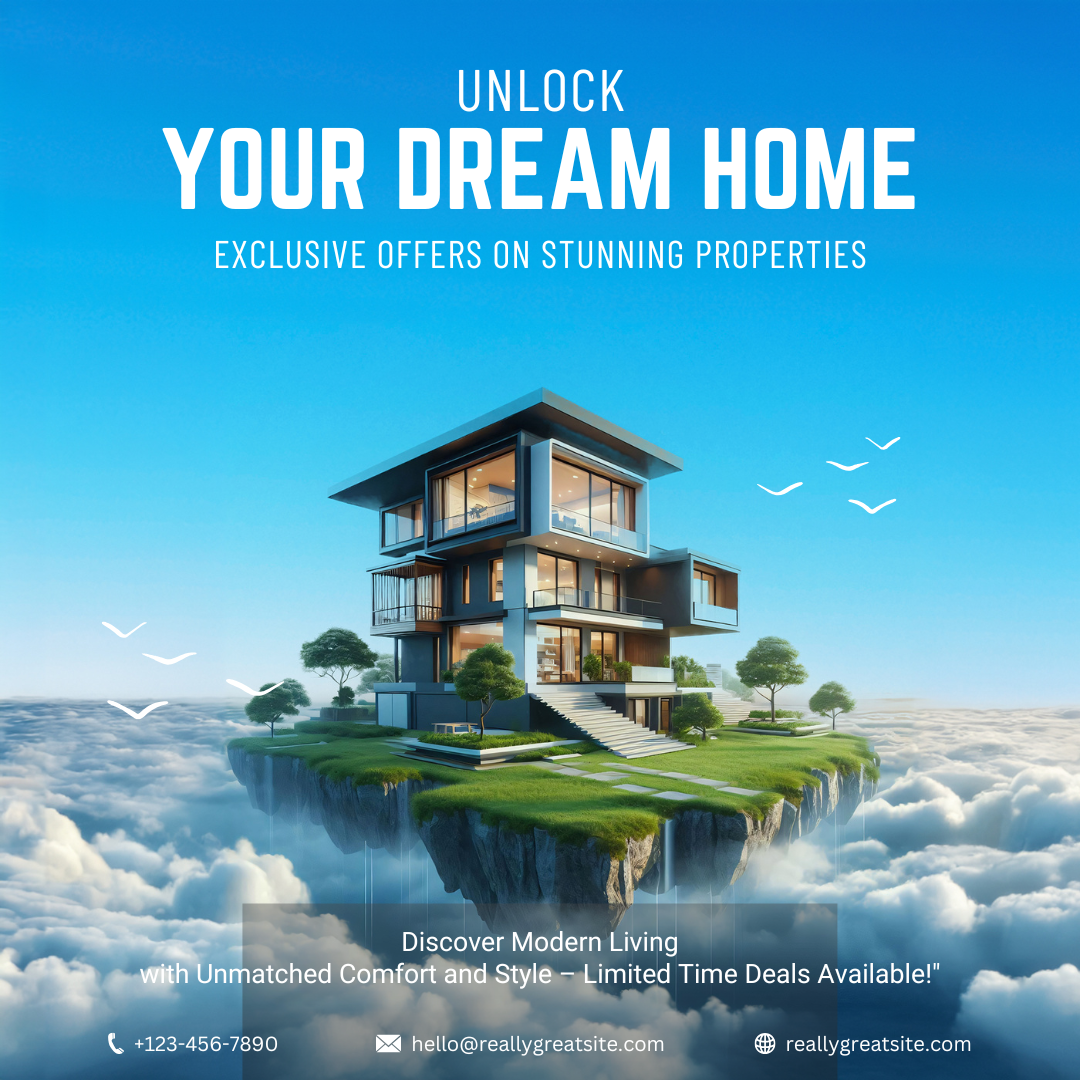 UNLOCK
YOUR DREAM HOME
EXCLUSIVE OFFERS ON STUNNING PROPERTIES
Discover Modern Living
with Unmatched Comfort and Style – Limited Time Deals Available!"
+123-456-7890 hello@reallygreatsite.com reallygreatsite.com